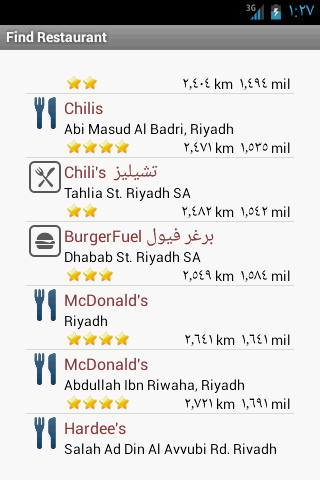 3G ١:٢٧
Find Restaurant
٢,٤٠٤ km ١,٤٩٤ mil
Chilis
Abi Masud Al Badri, Riyadh
٢,٤٧١ km ١,٥٣٥ mil
Chili's تشيليز
Tahlia St. Riyadh SA
٢,٤٨٢ km ١,٥٤٢ mil
BurgerFuel برغر فيول
Dhabab St. Riyadh SA
٢,٥٤٩ km ١,٥٨٤ mil
McDonald's
Riyadh
٢,٦٤١ km ١,٦٤١ mil
McDonald's
Abdullah Ibn Riwaha, Riyadh
٢,٧٢١ km ١,٦٩١ mil
Hardee's
Salah Ad Din Al Ayyubi Rd. Riyadh